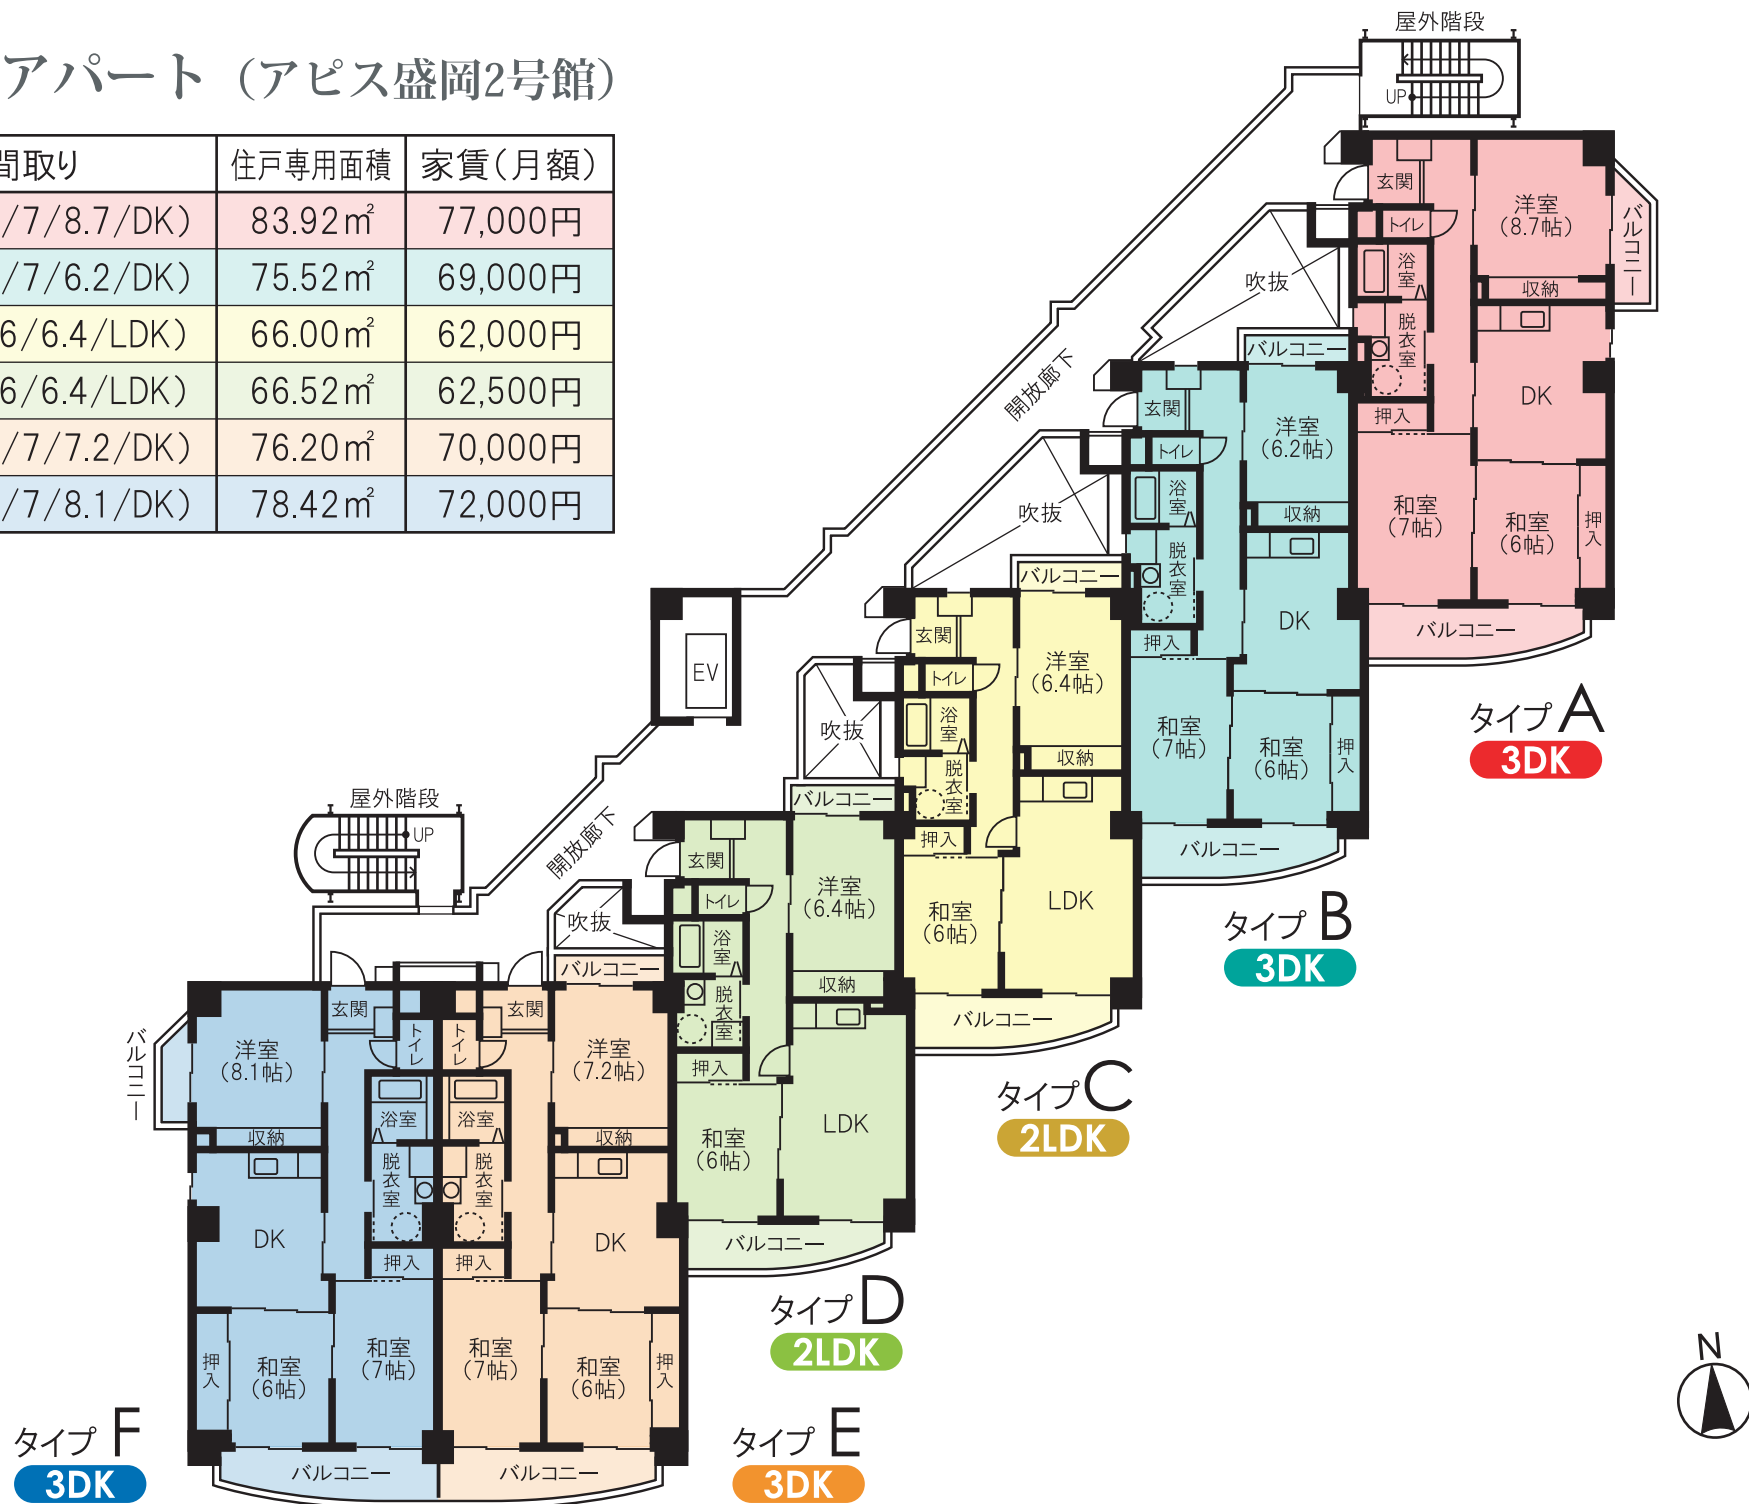 アパート（アピス盛岡2号館）
間取り 住戸専用面積 家賃(月額)
/7/8.7/DK) 83.92㎡ 77,000円
/7/6.2/DK) 75.52㎡ 69,000円
6/6.4/LDK) 66.00㎡ 62,000円
6/6.4/LDK) 66.52㎡ 62,500円
/7/7.2/DK) 76.20㎡ 70,000円
/7/8.1/DK) 78.42㎡ 72,000円
屋外階段
UP
玄関
洋室
(8.7帖)
バルコニー
トイレ
浴室
収納
脱衣室
DK
押入
和室
(7帖)
和室
(6帖)
押入
バルコニー
タイプA
3DK
吹抜
開放廊下
バルコニー
玄関
洋室
(6.2帖)
トイレ
浴室
収納
脱衣室
DK
押入
和室
(7帖)
和室
(6帖)
押入
バルコニー
タイプB
3DK
吹抜
バルコニー
玄関
洋室
(6.4帖)
トイレ
浴室
収納
脱衣室
押入
LDK
和室
(6帖)
バルコニー
タイプC
2LDK
EV
吹抜
バルコニー
玄関
洋室
(6.4帖)
トイレ
浴室
収納
脱衣室
押入
LDK
和室
(6帖)
バルコニー
タイプD
2LDK
屋外階段
UP
開放廊下
吹抜
バルコニー
玄関
トイレ
洋室
(7.2帖)
浴室
収納
脱衣室
DK
押入
和室
(7帖)
和室
(6帖)
押入
バルコニー
タイプE
3DK
玄関
トイレ
バルコニー
洋室
(8.1帖)
浴室
収納
脱衣室
DK
押入
和室
(7帖)
和室
(6帖)
押入
バルコニー
タイプF
3DK
N